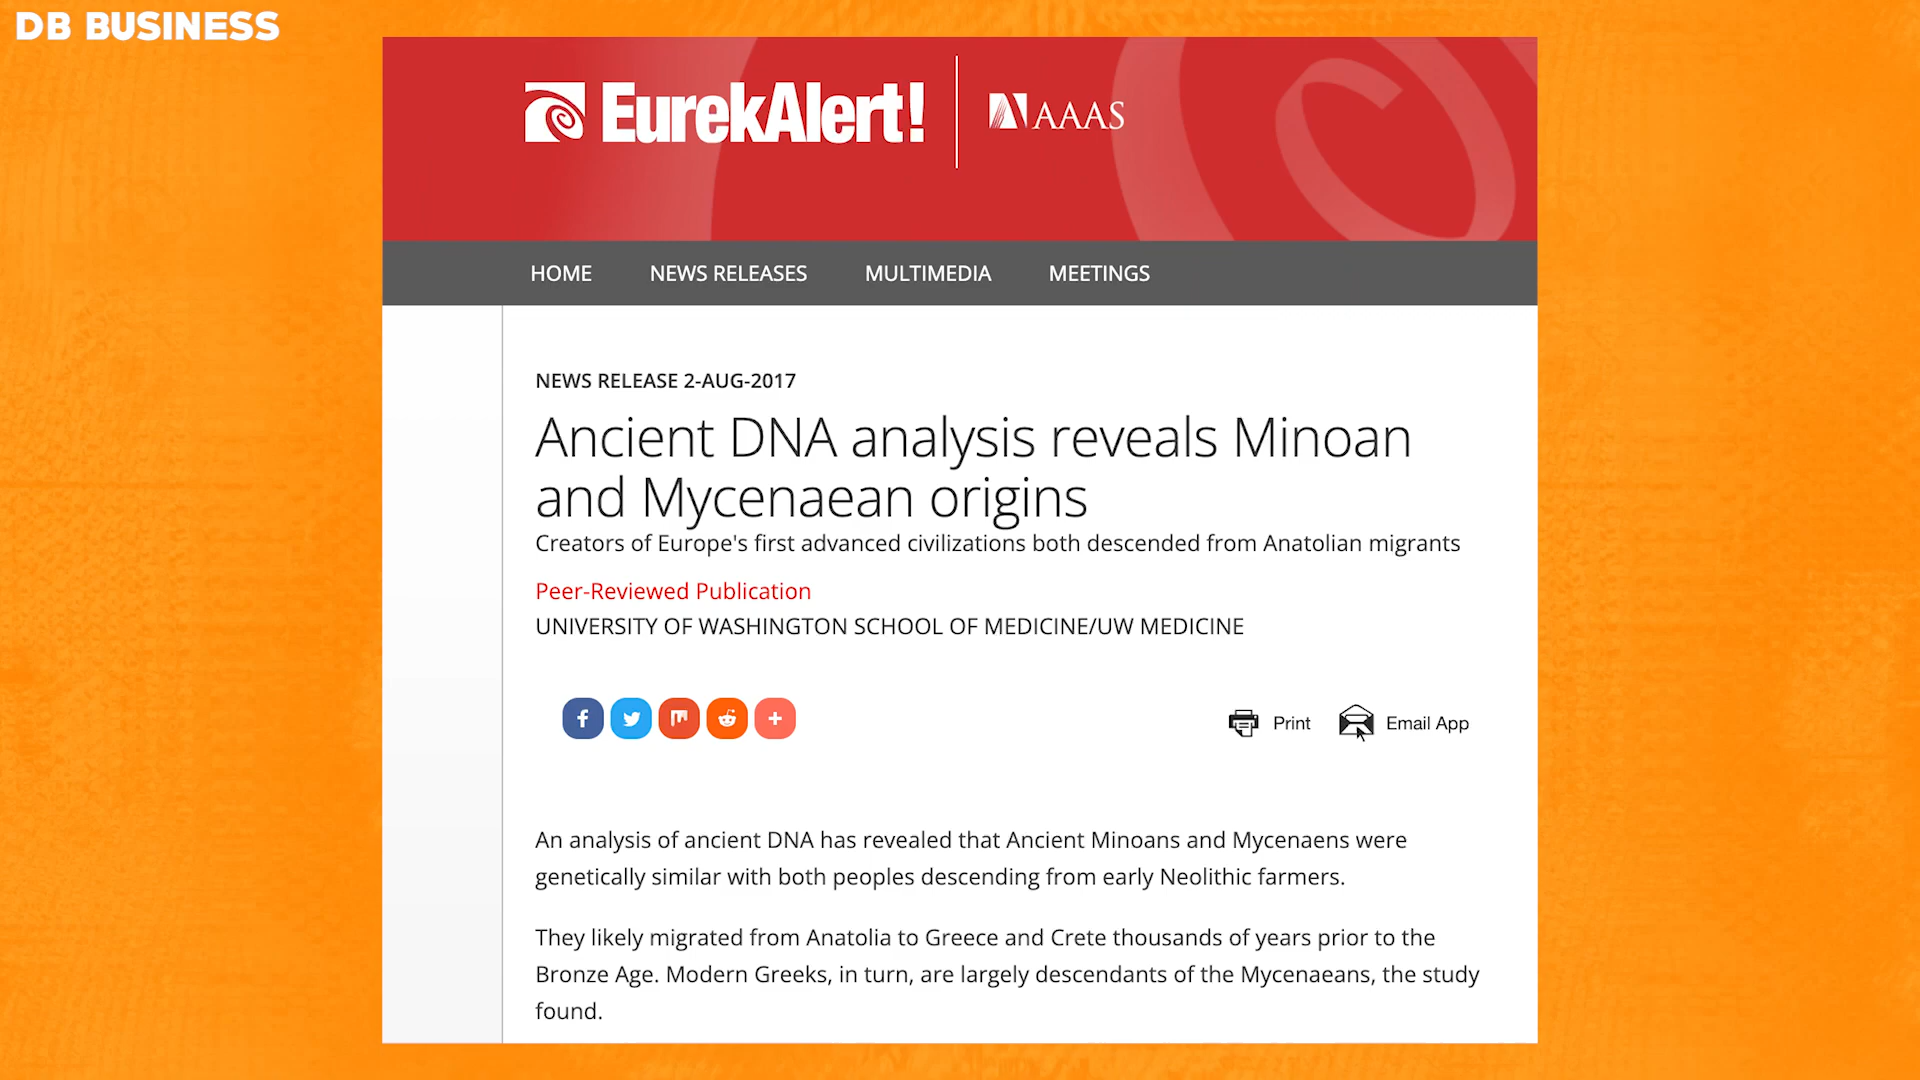 DB BUSINESS
EurekAlert!
AAAS
HOME NEWS RELEASES MULTIMEDIA MEETINGS
NEWS RELEASE 2-AUG-2017
Ancient DNA analysis reveals Minoan
and Mycenaean origins
Creators of Europe's first advanced civilizations both descended from Anatolian migrants
Peer-Reviewed Publication
UNIVERSITY OF WASHINGTON SCHOOL OF MEDICINE/UW MEDICINE
Print Email App
An analysis of ancient DNA has revealed that Ancient Minoans and Mycenaens were
genetically similar with both peoples descending from early Neolithic farmers.
They likely migrated from Anatolia to Greece and Crete thousands of years prior to the
Bronze Age. Modern Greeks, in turn, are largely descendants of the Mycenaeans, the study
found.